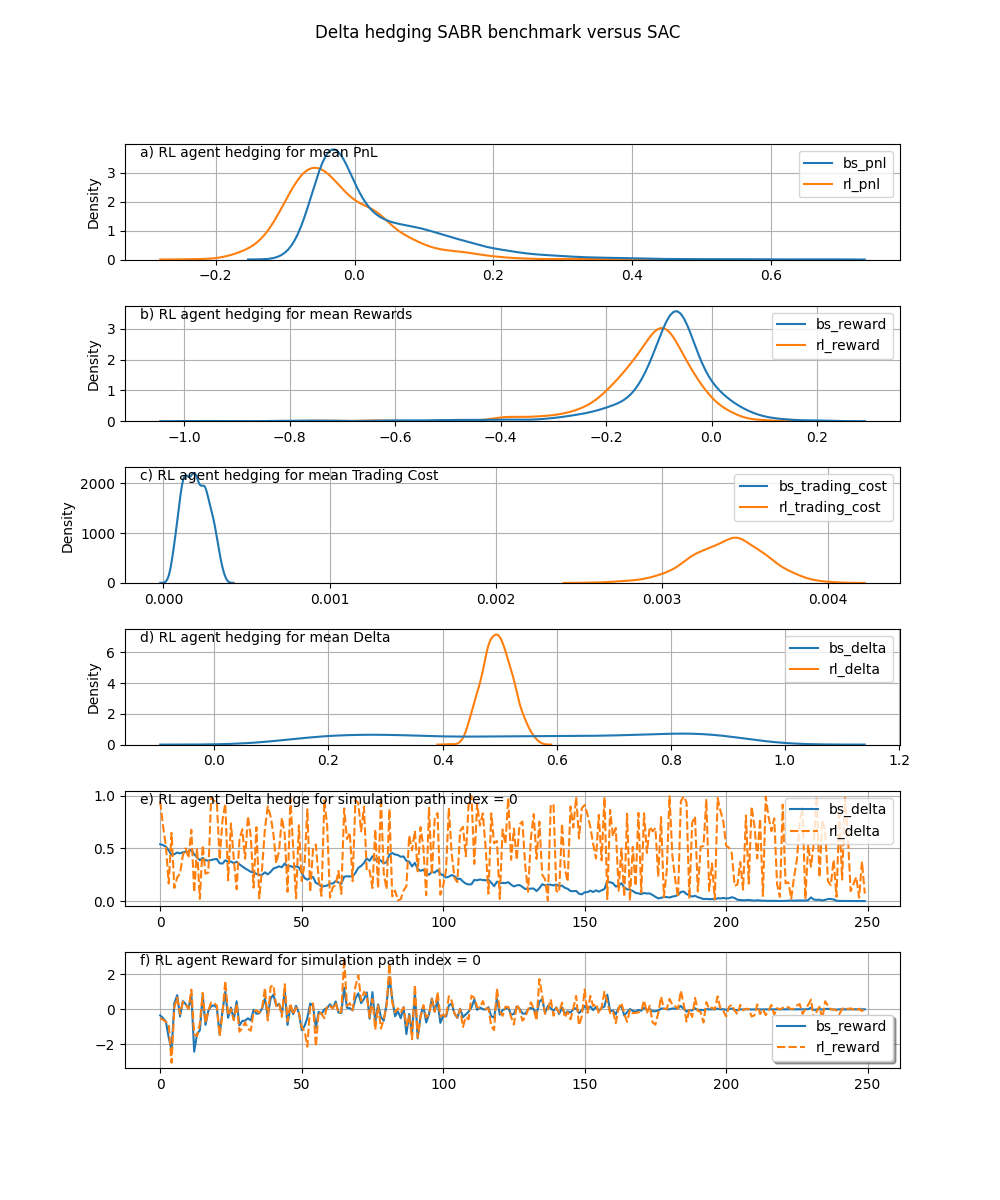 Delta hedging SABR benchmark versus SAC
a) RL agent hedging for mean PnL
bs_pnl
rl_pnl
Density
3
2
1
0
−0.2 0.0 0.2 0.4 0.6
b) RL agent hedging for mean Rewards
bs_reward
rl_reward
Density
3
2
1
0
−1.0 −0.8 −0.6 −0.4 −0.2 0.0 0.2
c) RL agent hedging for mean Trading Cost
bs_trading_cost
rl_trading_cost
Density
2000
1000
0
0.000 0.001 0.002 0.003 0.004
d) RL agent hedging for mean Delta
bs_delta
rl_delta
Density
6
4
2
0
0.0 0.2 0.4 0.6 0.8 1.0 1.2
e) RL agent Delta hedge for simulation path index = 0
bs_delta
rl_delta
1.0
0.5
0.0
0 50 100 150 200 250
f) RL agent Reward for simulation path index = 0
2
0
−2
bs_reward
rl_reward
0 50 100 150 200 250